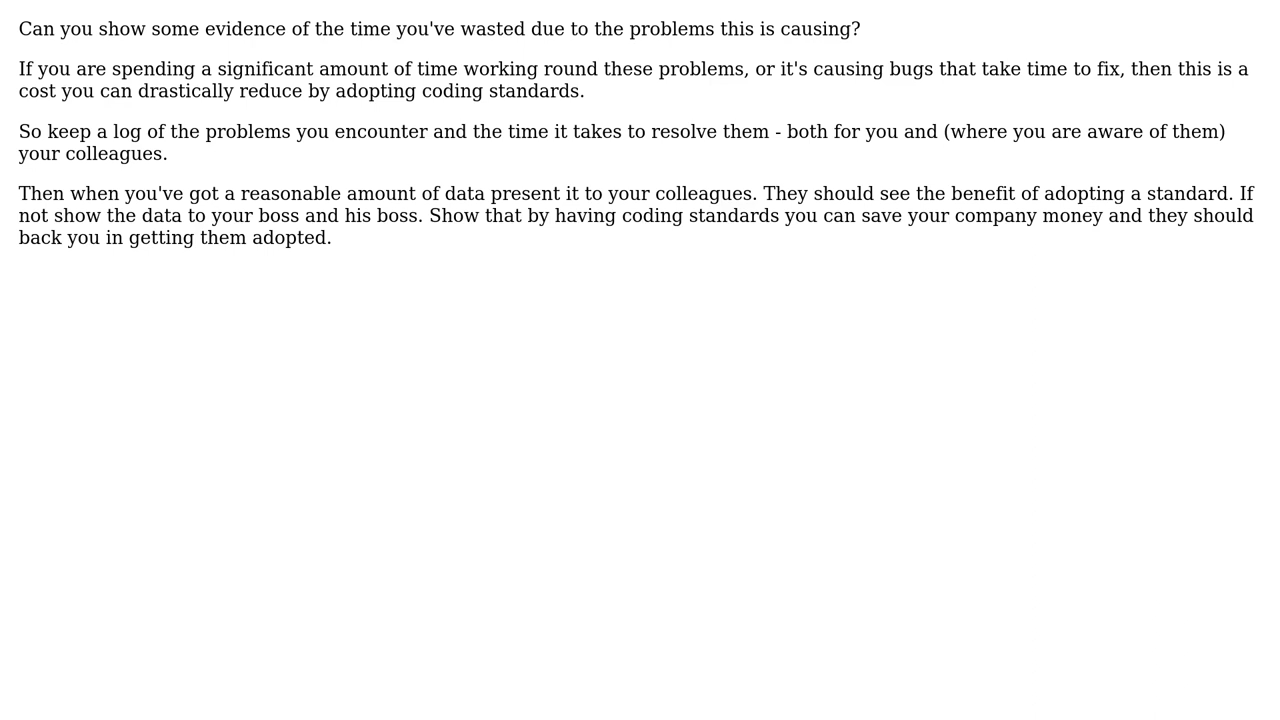 Can you show some evidence of the time you've wasted due to the problems this is causing?
If you are spending a significant amount of time working round these problems, or it's causing bugs that take time to fix, then this is a
cost you can drastically reduce by adopting coding standards.
So keep a log of the problems you encounter and the time it takes to resolve them - both for you and (where you are aware of them)
your colleagues.
Then when you've got a reasonable amount of data present it to your colleagues. They should see the benefit of adopting a standard. If
not show the data to your boss and his boss. Show that by having coding standards you can save your company money and they should
back you in getting them adopted.